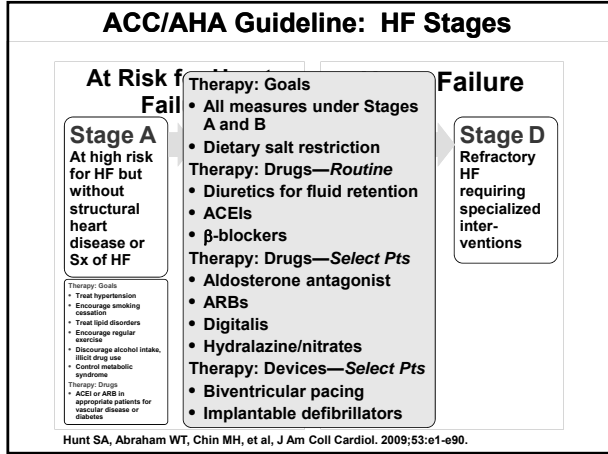 ACC/AHA Guideline: HF Stages
At Risk f
Fail
Failure
Stage A
At high risk
for HF but
without
structural
heart
disease or
Sx of HF
Therapy: Goals
• Treat hypertension
• Encourage smoking
cessation
• Treat lipid disorders
• Encourage regular
exercise
• Discourage alcohol intake,
illicit drug use
• Control metabolic
syndrome
Therapy: Drugs
• ACEI or ARB in
appropriate patients for
vascular disease or
diabetes
Therapy: Goals
• All measures under Stages
A and B
• Dietary salt restriction
Therapy: Drugs—Routine
• Diuretics for fluid retention
• ACEIs
• β-blockers
Therapy: Drugs—Select Pts
• Aldosterone antagonist
• ARBs
• Digitalis
• Hydralazine/nitrates
Therapy: Devices—Select Pts
• Biventricular pacing
• Implantable defibrillators
Stage D
Refractory
HF
requiring
specialized
inter-
ventions
Hunt SA, Abraham WT, Chin MH, et al, J Am Coll Cardiol. 2009;53:e1-e90.